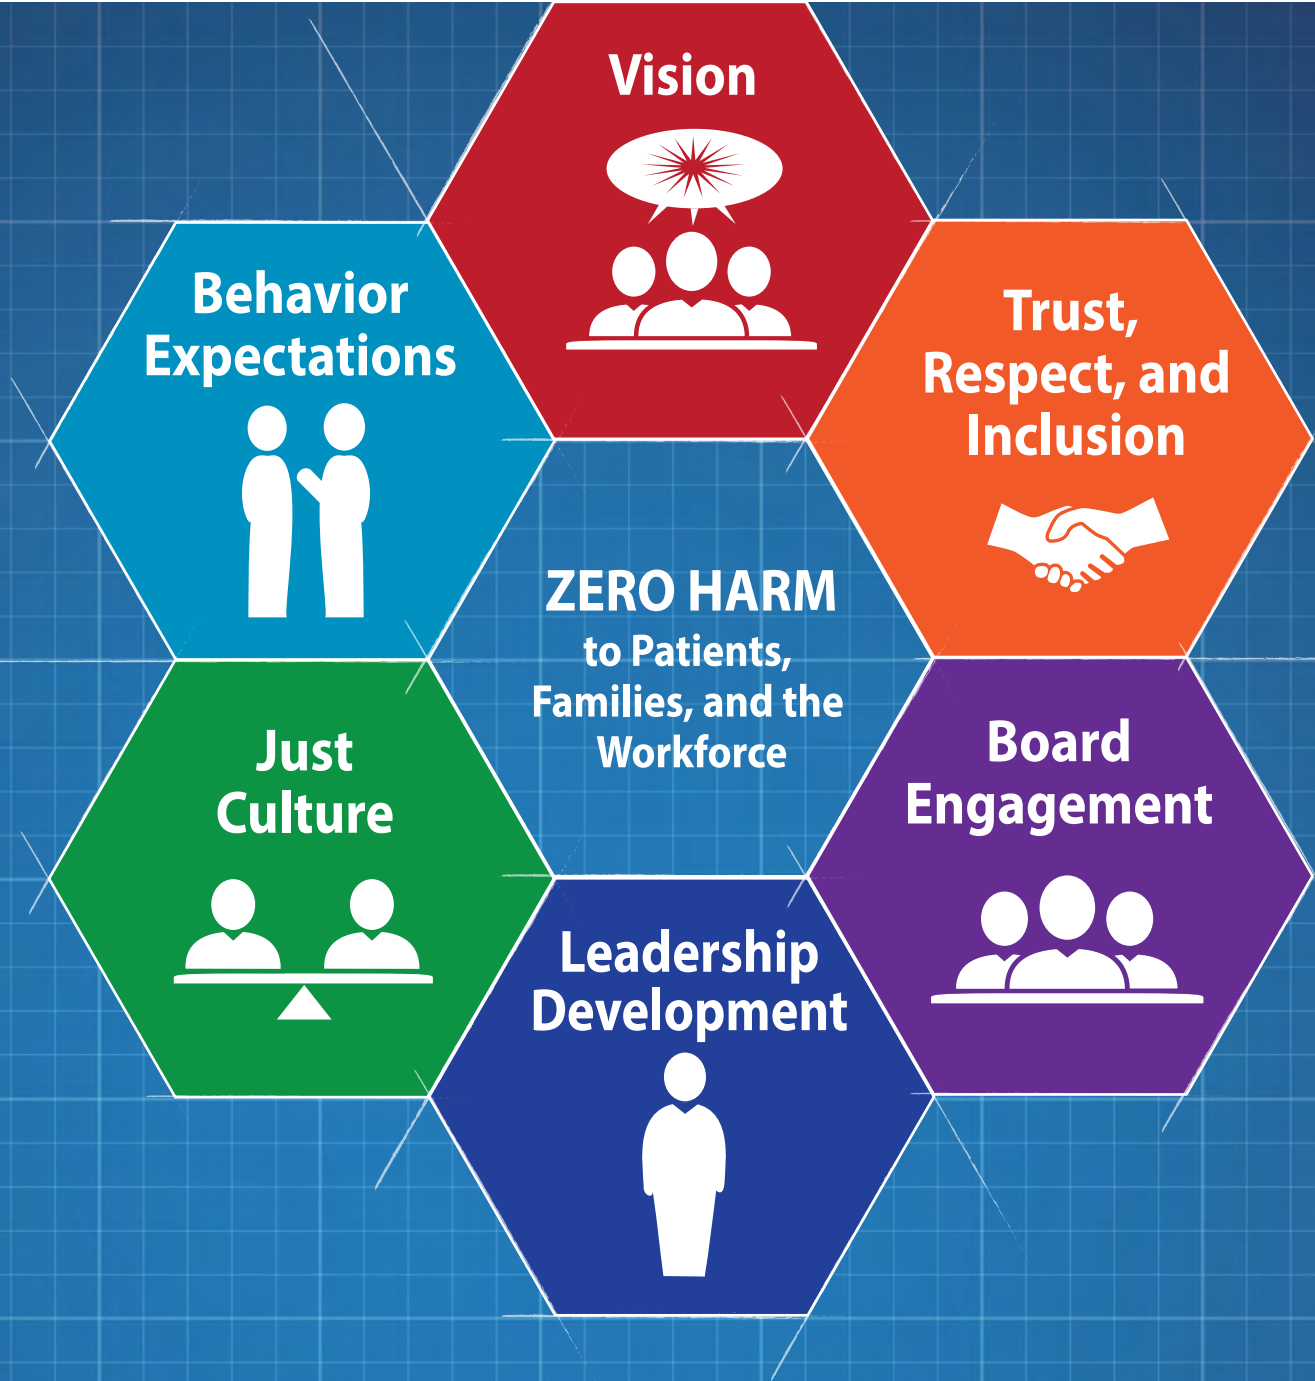 Vision
Trust,
Respect, and
Inclusion
Board
Engagement
Leadership
Development
Just
Culture
Behavior
Expectations
ZERO HARM
to Patients,
Families, and the
Workforce